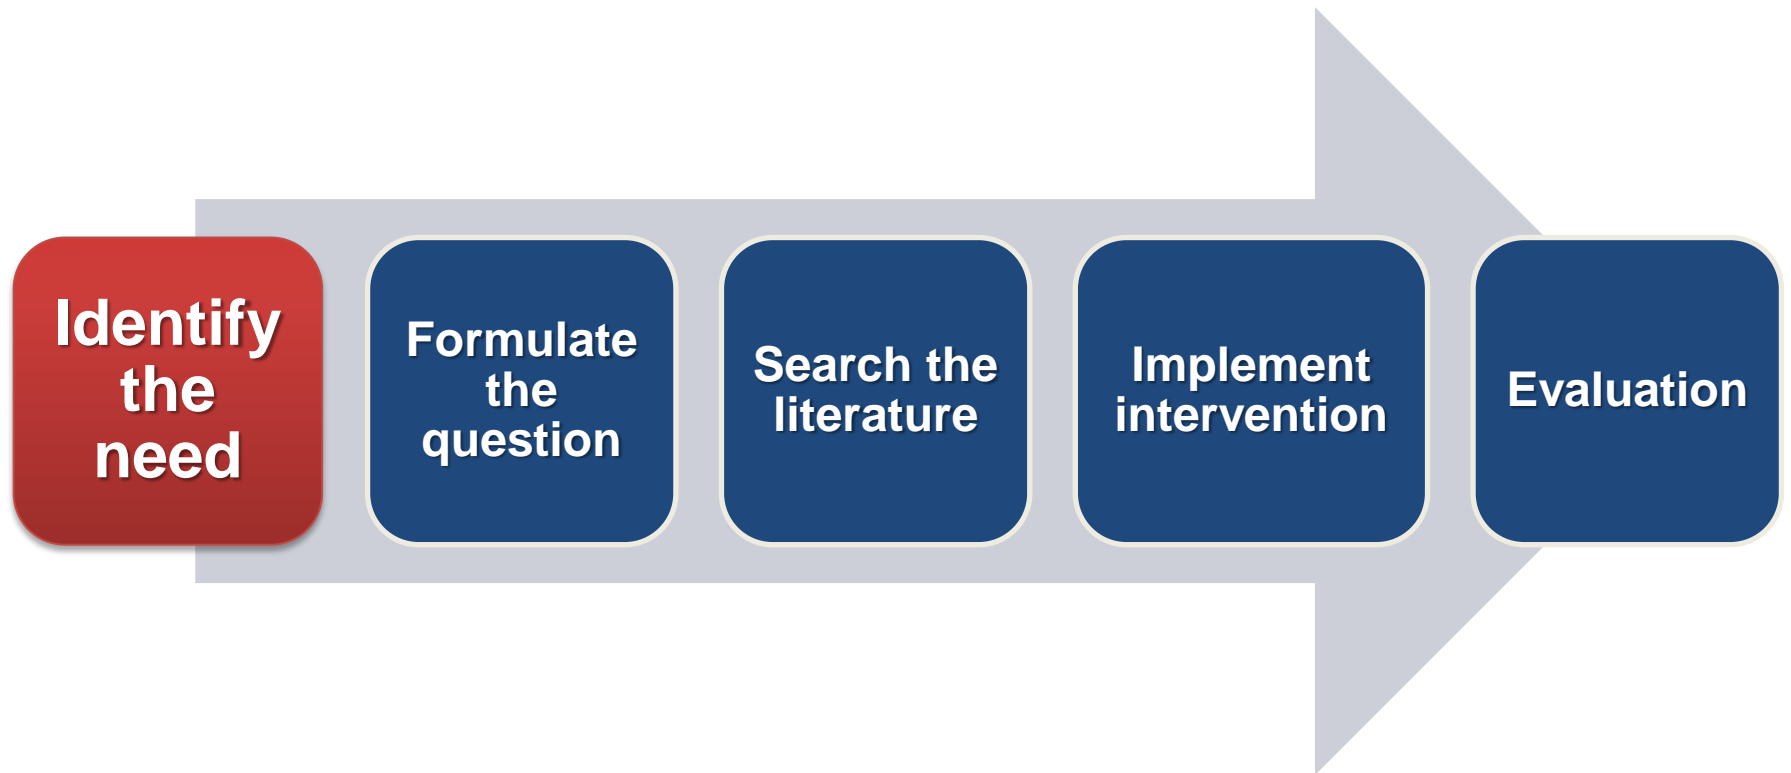 Identify
the
need
Formulate
the
question
Search the
literature
Implement
intervention
Evaluation